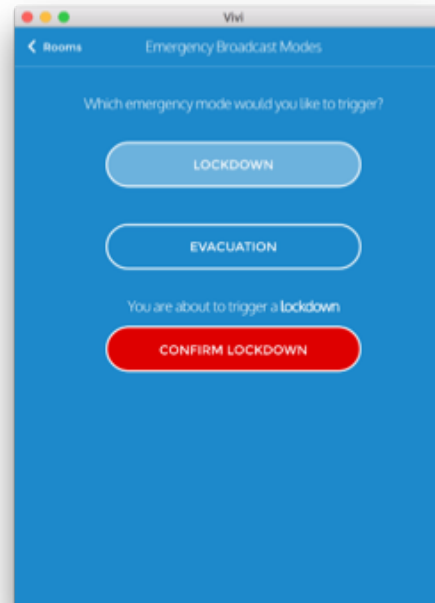 Vivi
Rooms Emergency Broadcast Modes
Which emergency mode would you like to trigger?
LOCKDOWN
EVACUATION
You are about to trigger a lockdown
CONFIRM LOCKDOWN